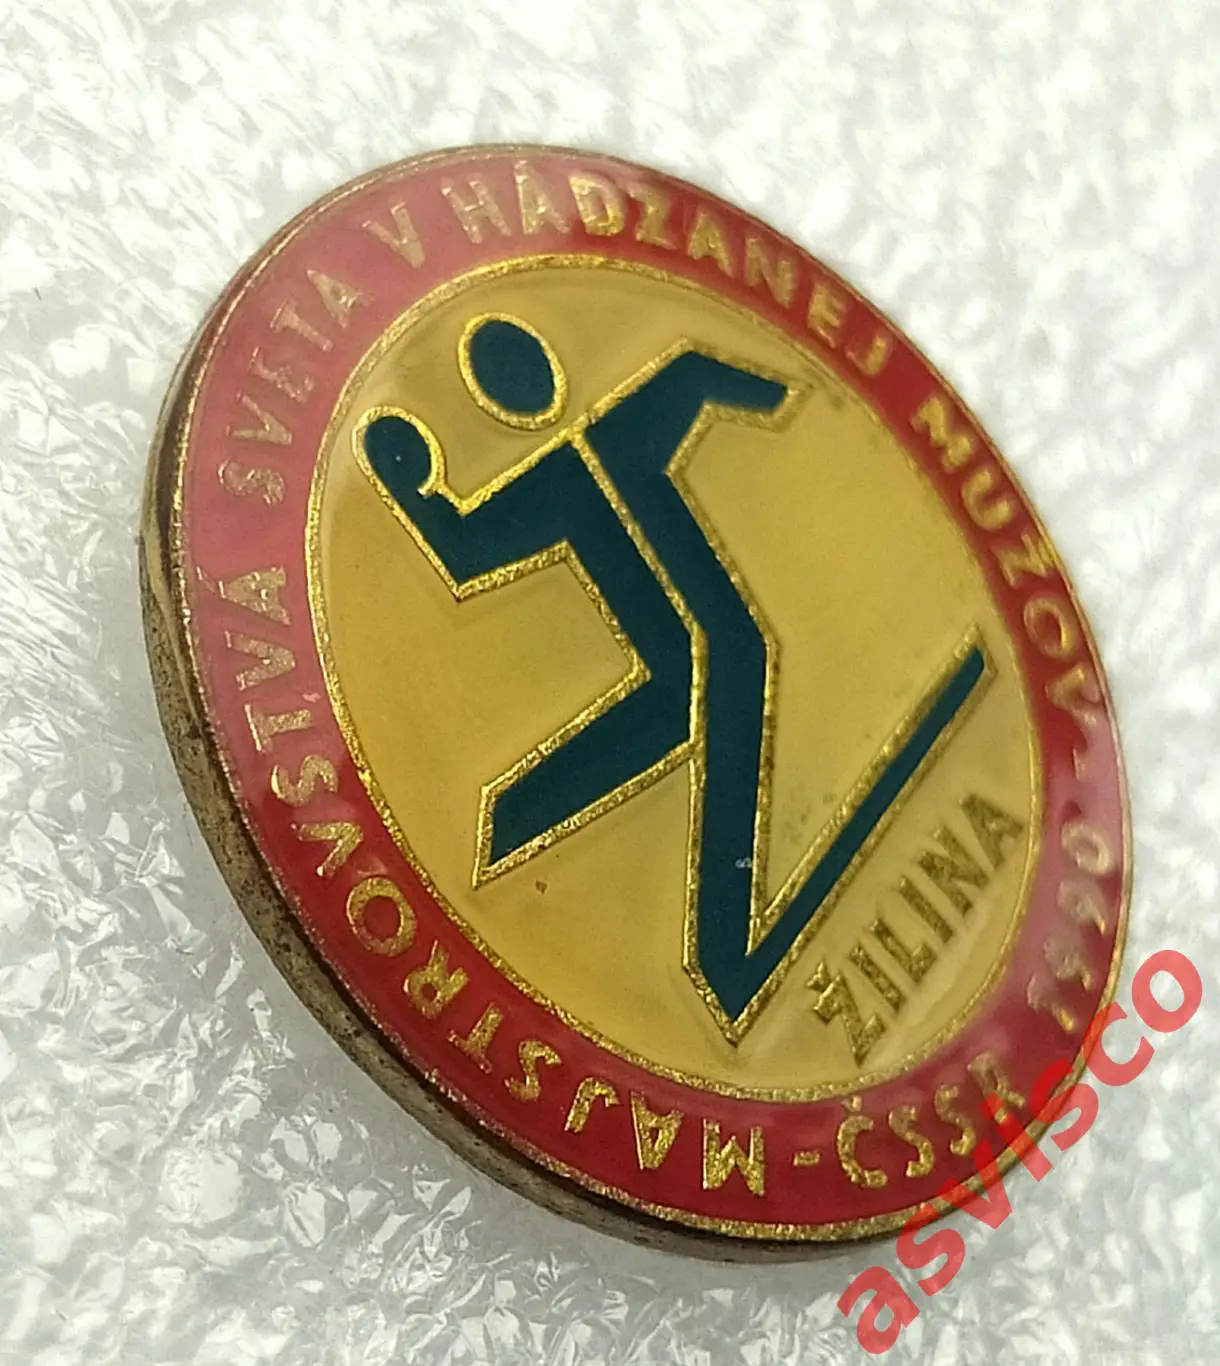 MAJSTROVSTVÁ SVETA V HÁDZANEJ MUŽOV - 1990 ČSSR -
ŽILINA
asvisco